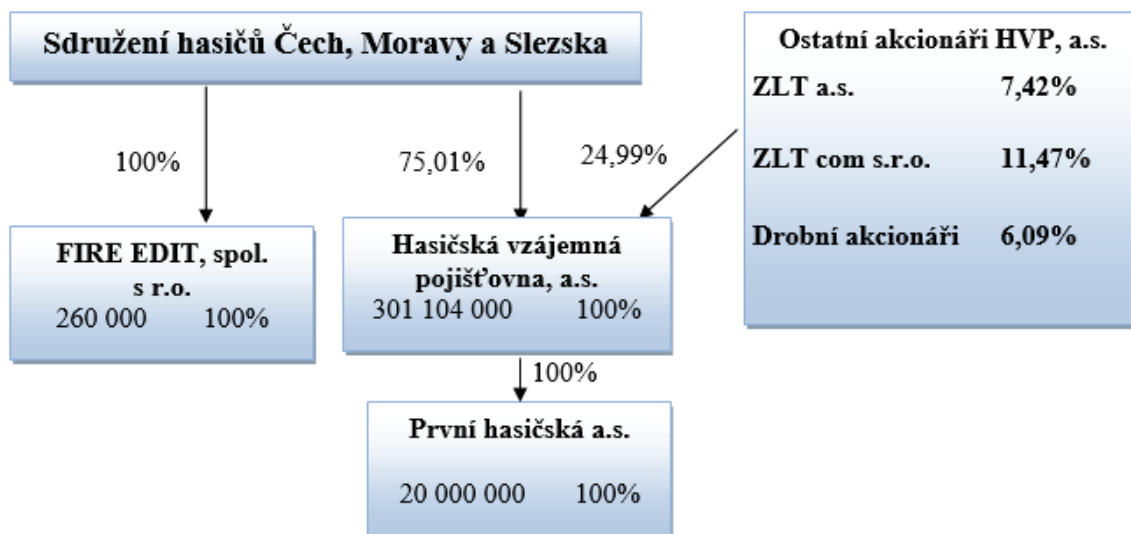 Sdružení hasičů Čech, Moravy a Slezska
Ostatní akcionáři HVP, a.s.
ZLT a.s. 7,42%
ZLT com s.r.o. 11,47%
Drobní akcionáři 6,09%
100%
75,01%
24,99%
FIRE EDIT, spol.
s r.o.
260 000 100%
Hasičská vzájemná
pojišťovna, a.s.
301 104 000 100%
100%
První hasičská a.s.
20 000 000 100%